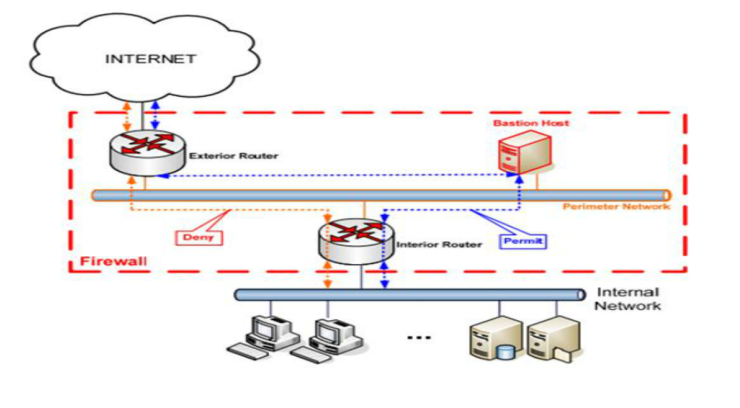 INTERNET
Bastion Host
Exterior Router
Perimeter Network
Deny
Interior Router
Permit
Firewall
Internal
Network
...